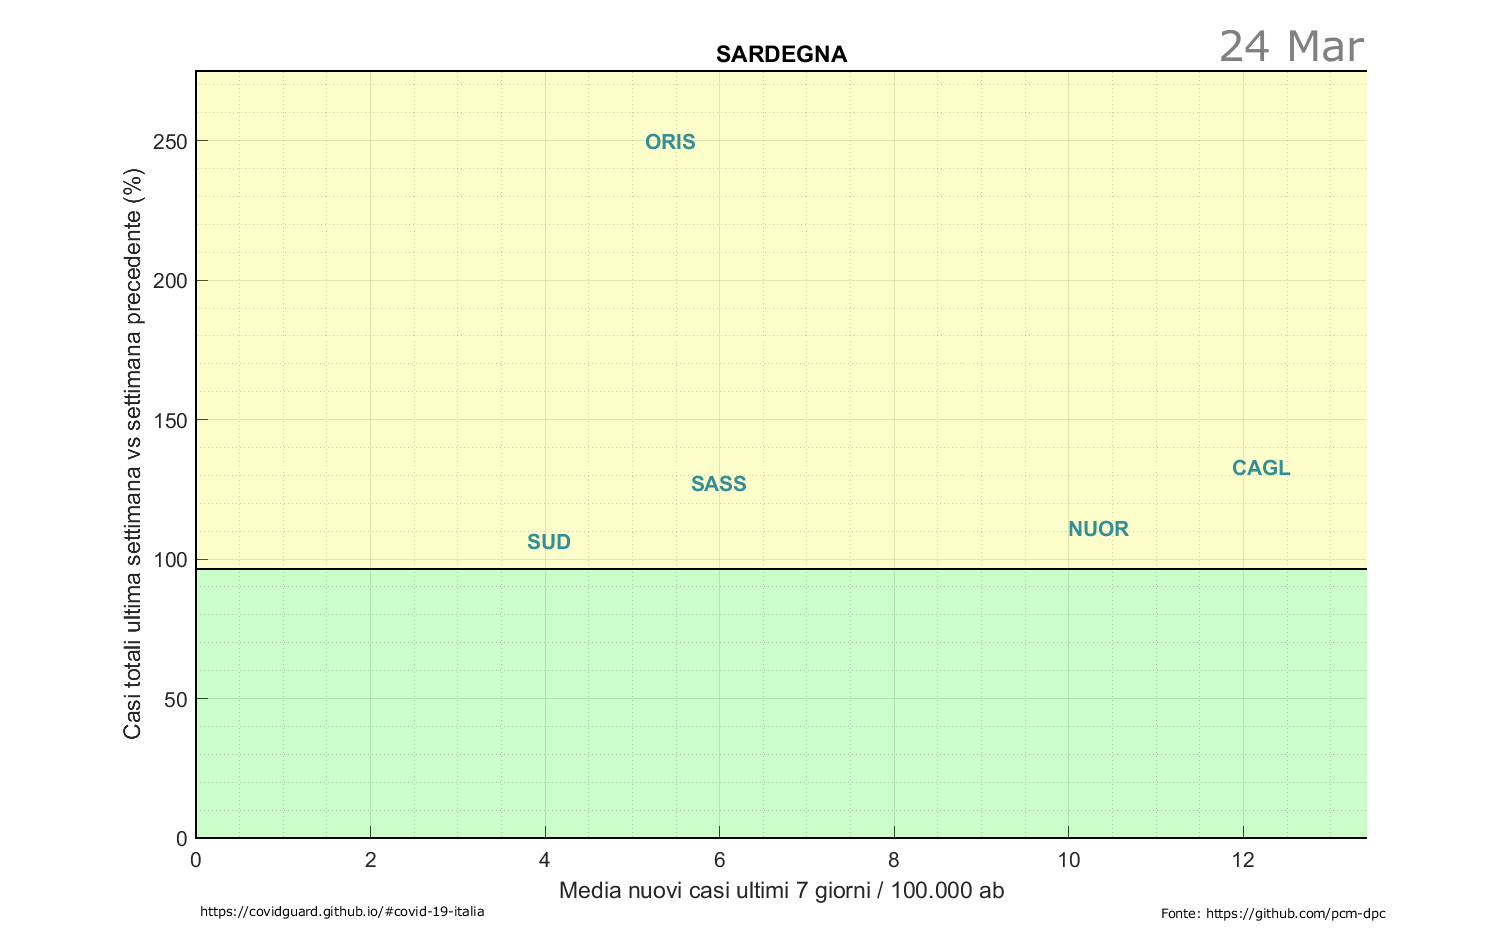 SARDEGNA
24 Mar
Casi totali ultima settimana vs settimana precedente (%)
250
200
150
100
50
0
ORIS
CAGL
SASS
NUOR
SUD
0 2 4 6 8 10 12
Media nuovi casi ultimi 7 giorni / 100.000 ab
https://covidguard.github.io/#covid-19-italia
Fonte: https://github.com/pcm-dpc